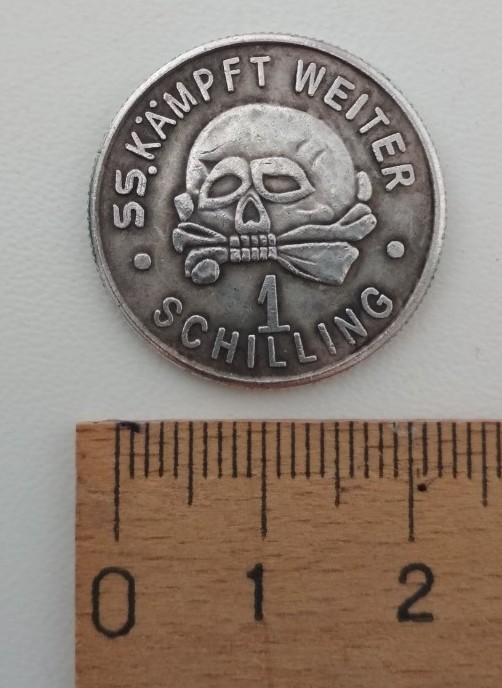 SS.KÄMPFT WEITER
1
SCHILLING
0 1 2